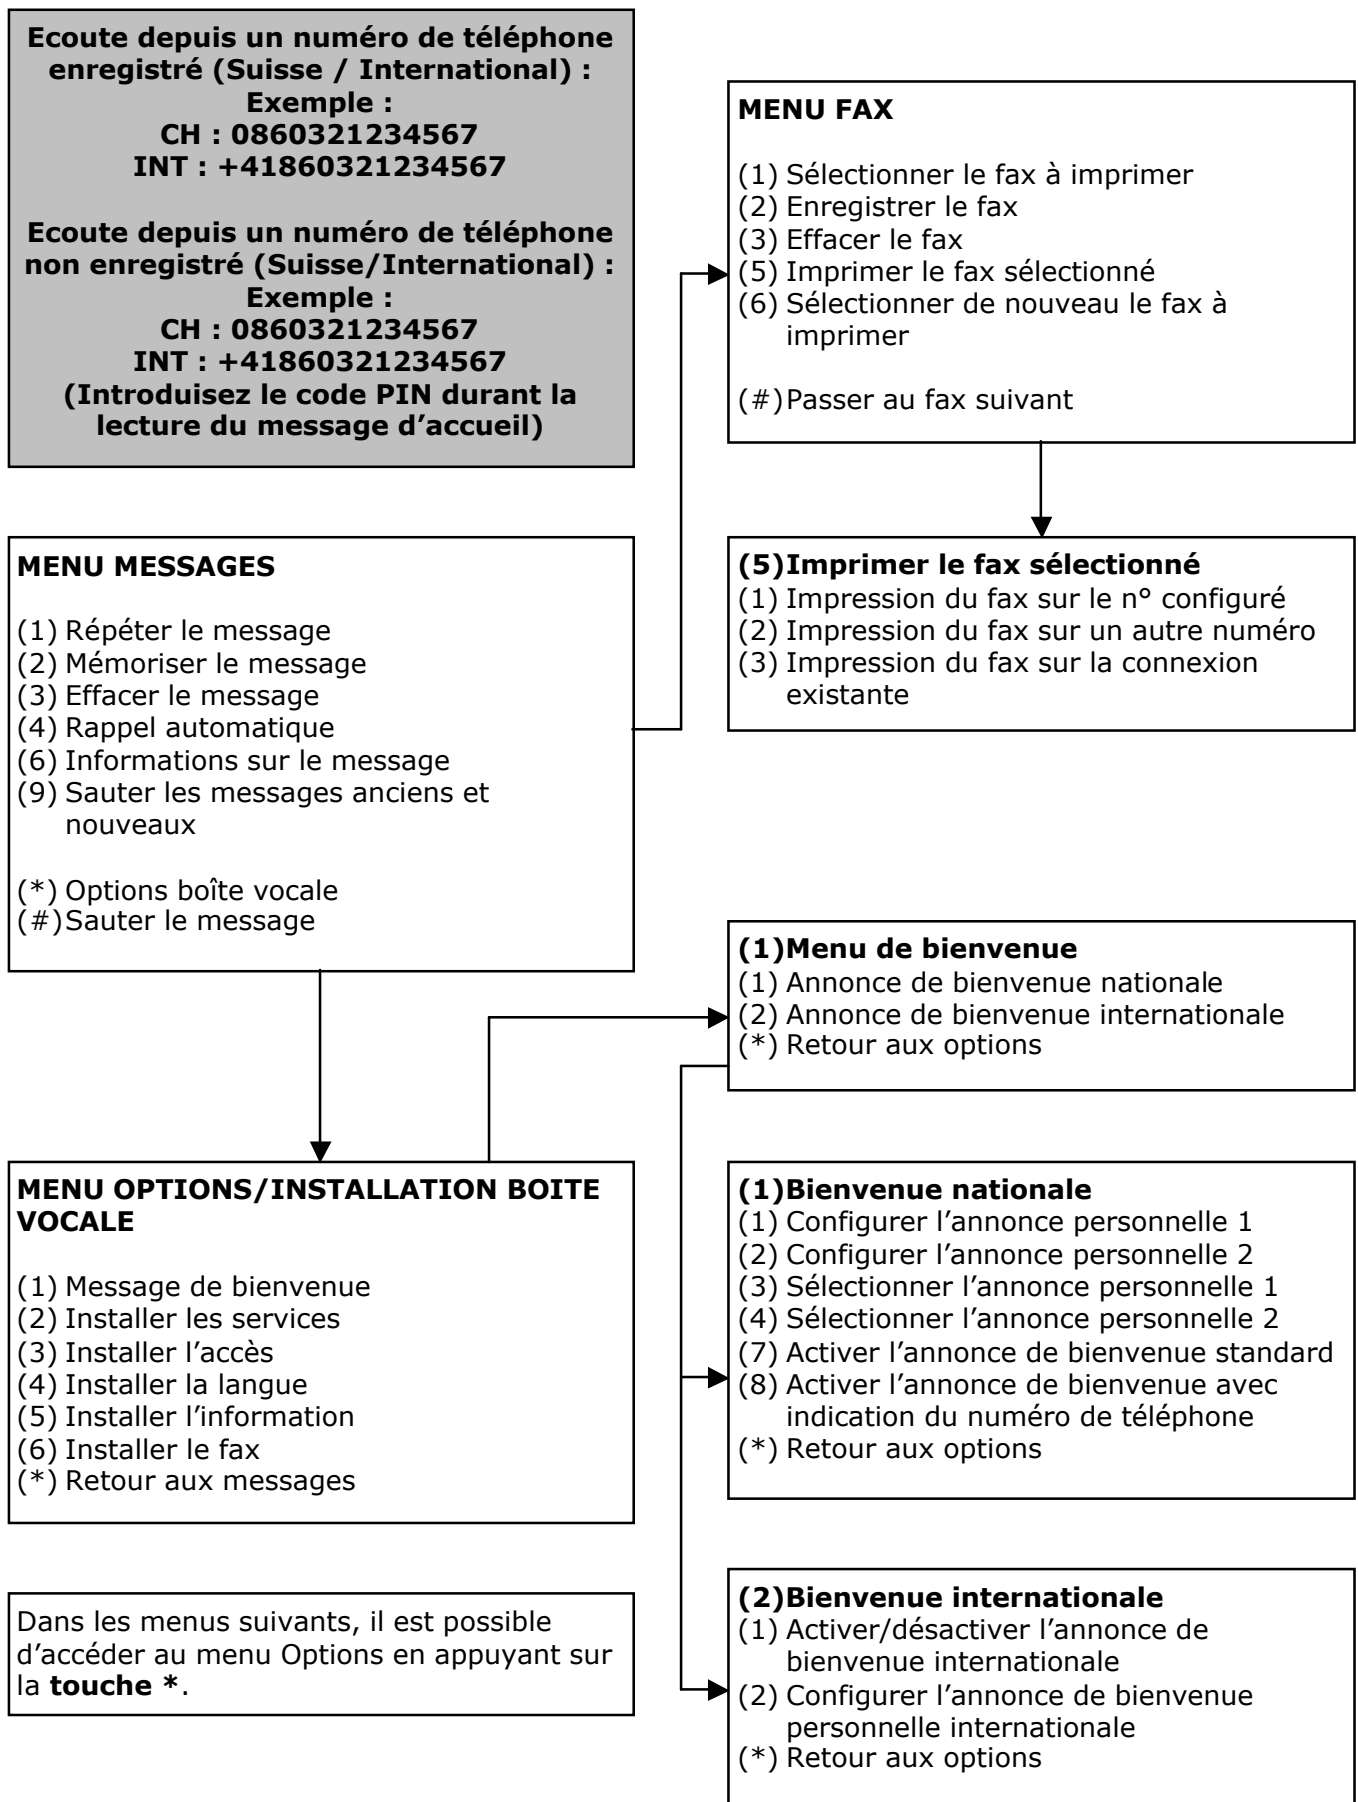 Ecoute depuis un numéro de téléphone
enregistré (Suisse / International) :
Exemple :
CH : 0860321234567
INT : +41860321234567
Ecoute depuis un numéro de téléphone
non enregistré (Suisse/International) :
Exemple :
CH : 0860321234567
INT : +41860321234567
(Introduisez le code PIN durant la
lecture du message d’accueil)
MENU FAX
(1) Sélectionner le fax à imprimer
(2) Enregistrer le fax
(3) Effacer le fax
(5) Imprimer le fax sélectionné
(6) Sélectionner de nouveau le fax à
imprimer
(#) Passer au fax suivant
MENU MESSAGES
(1) Répéter le message
(2) Mémoriser le message
(3) Effacer le message
(4) Rappel automatique
(6) Informations sur le message
(9) Sauter les messages anciens et
nouveaux
(*) Options boîte vocale
(#) Sauter le message
(5) Imprimer le fax sélectionné
(1) Impression du fax sur le n° configuré
(2) Impression du fax sur un autre numéro
(3) Impression du fax sur la connexion
existante
(1) Menu de bienvenue
(1) Annonce de bienvenue nationale
(2) Annonce de bienvenue internationale
(*) Retour aux options
MENU OPTIONS/INSTALLATION BOITE
VOCALE
(1) Message de bienvenue
(2) Installer les services
(3) Installer l’accès
(4) Installer la langue
(5) Installer l’information
(6) Installer le fax
(*) Retour aux messages
(1) Bienvenue nationale
(1) Configurer l’annonce personnelle 1
(2) Configurer l’annonce personnelle 2
(3) Sélectionner l’annonce personnelle 1
(4) Sélectionner l’annonce personnelle 2
(7) Activer l’annonce de bienvenue standard
(8) Activer l’annonce de bienvenue avec
indication du numéro de téléphone
(*) Retour aux options
Dans les menus suivants, il est possible
d’accéder au menu Options en appuyant sur
la touche *.
(2) Bienvenue internationale
(1) Activer/désactiver l’annonce de
bienvenue internationale
(2) Configurer l’annonce de bienvenue
personnelle internationale
(*) Retour aux options